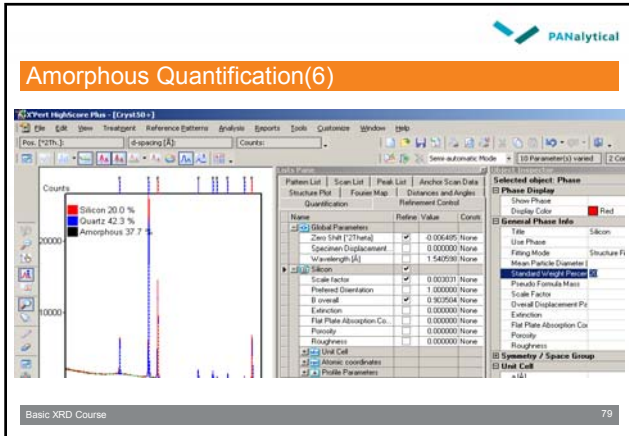 PANalytical
Amorphous Quantification(6)
X'Pert HighScore Plus - [Cryst50+]
File Edit View Treatment Reference Patterns Analysis Reports Tools Customize Window Help
Pos. [°2Th.]: d-spacing [Å]: Counts:
Semi-automatic Mode 10 Parameter(s) varied
Counts
Silicon 20.0 %
Quartz 42.3 %
Amorphous 37.7 %
20000
10000
Pattern List Scan List Peak List Anchor Scan Data
Structure Plot Fourier Map Distances and Angles
Quantification Refinement Control
Name Refine Value Constr
Global Parameters
Zero Shift [°2Theta] -0.006485 None
Specimen Displacement 0.000000 None
Wavelength [Å] 1.540598 None
Silicon
Scale factor 0.003031 None
Preferred Orientation 1.000000 None
B overall 0.903504 None
Extinction 0.000000 None
Flat Plate Absorption Co... 0.000000 None
Porosity 0.000000 None
Roughness 0.000000 None
Unit Cell
Atomic coordinates
Profile Parameters
Object Inspector
Selected object: Phase
Phase Display
Show Phase
Display Color Red
General Phase Info
Title Silicon
Use Phase
Fitting Mode Structure Fi
Mean Particle Diameter [
Standard Weight Percen 20
Pseudo Formula Mass
Scale Factor
Overall Displacement Pa
Extinction
Flat Plate Absorption Co
Porosity
Roughness
Symmetry / Space Group
Unit Cell
a [Å]
Basic XRD Course 79